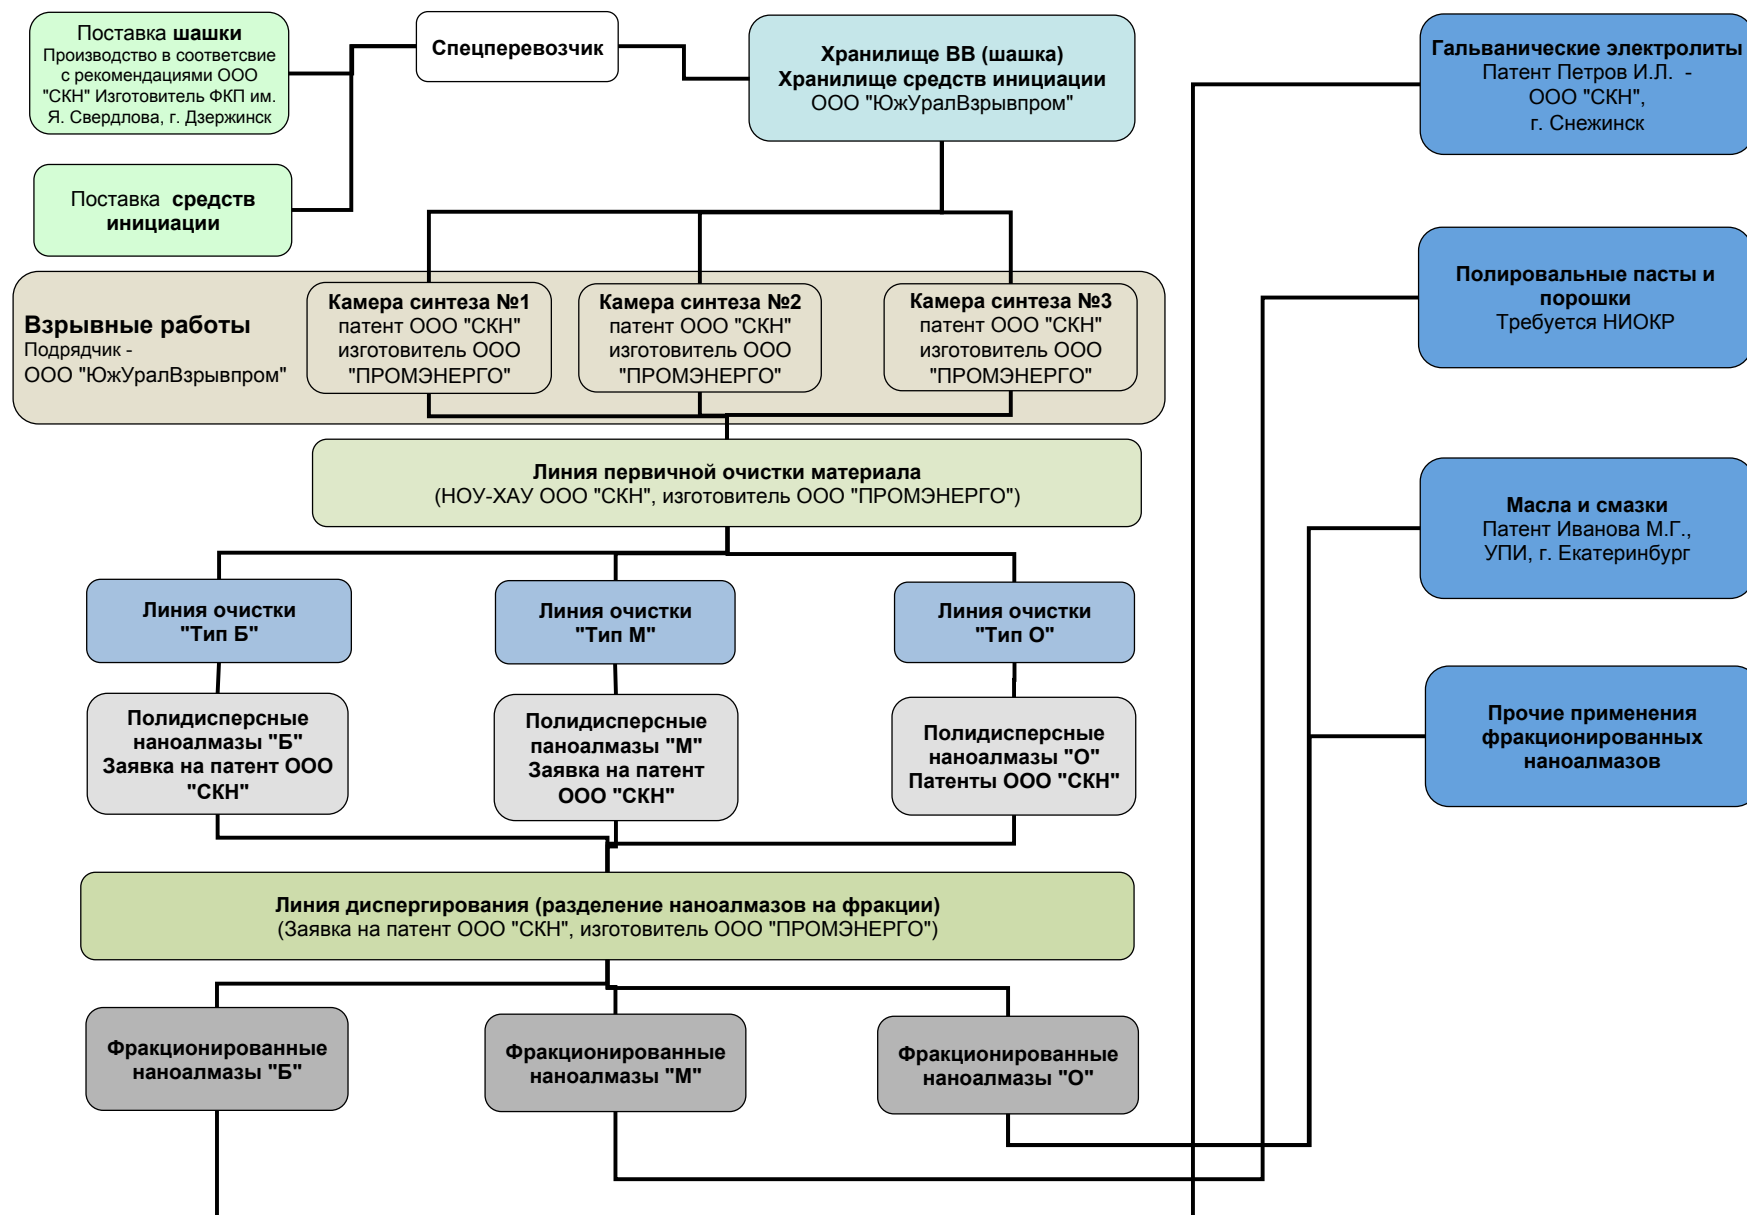 Поставка шашки
Производство в соответсвие
с рекомендациями ООО
"СКН" Изготовитель ФКП им.
Я. Свердлова, г. Дзержинск
Спецперевозчик
Хранилище ВВ (шашка)
Хранилище средств инициации
ООО "ЮжУралВзрывпром"
Гальванические электролиты
Патент Петров И.Л. -
ООО "СКН",
г. Снежинск
Поставка средств
инициации
Полировальные пасты и
порошки
Требуется НИОКР
Взрывные работы
Подрядчик -
ООО "ЮжУралВзрывпром"
Камера синтеза №1
патент ООО "СКН"
изготовитель ООО
"ПРОМЭНЕРГО"
Камера синтеза №2
патент ООО "СКН"
изготовитель ООО
"ПРОМЭНЕРГО"
Камера синтеза №3
патент ООО "СКН"
изготовитель ООО
"ПРОМЭНЕРГО"
Линия первичной очистки материала
(НОУ-ХАУ ООО "СКН", изготовитель ООО "ПРОМЭНЕРГО")
Масла и смазки
Патент Иванова М.Г.,
УПИ, г. Екатеринбург
Линия очистки
"Тип Б"
Линия очистки
"Тип М"
Линия очистки
"Тип О"
Полидисперсные
наноалмазы "Б"
Заявка на патент ООО
"СКН"
Полидисперсные
паноалмазы "М"
Заявка на патент
ООО "СКН"
Полидисперсные
наноалмазы "О"
Патенты ООО "СКН"
Прочие применения
фракционированных
наноалмазов
Линия диспергирования (разделение наноалмазов на фракции)
(Заявка на патент ООО "СКН", изготовитель ООО "ПРОМЭНЕРГО")
Фракционированные
наноалмазы "Б"
Фракционированные
наноалмазы "М"
Фракционированные
наноалмазы "О"